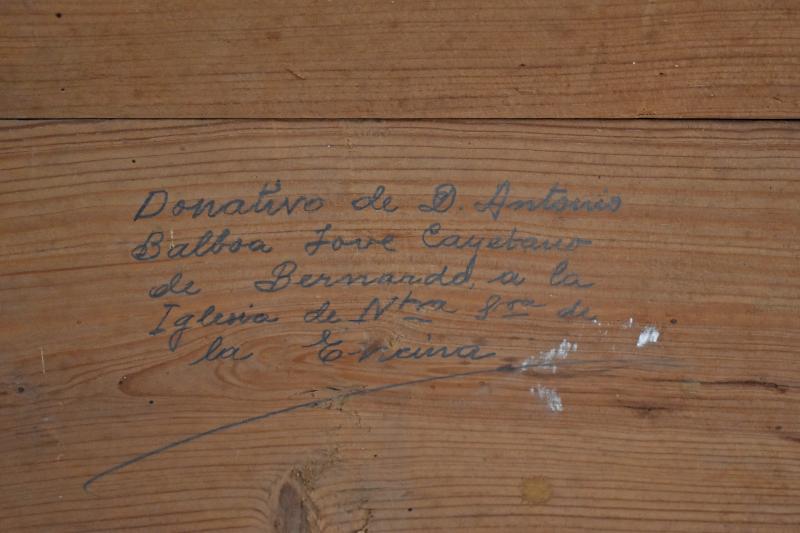 Donativo de D. Antonio
Balboa Jove Cayetano
de Bernardo, a la
Iglesia de Ntra Sra de
la Encina